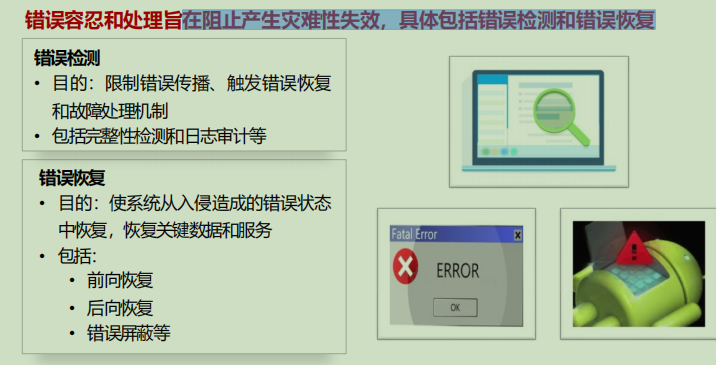 错误容忍和处理旨在阻止产生灾难性失效，具体包括错误检测和错误恢复
错误检测
• 目的：限制错误传播、触发错误恢复
和故障处理机制
• 包括完整性检测和日志审计等
错误恢复
• 目的：使系统从入侵造成的错误状态
中恢复，恢复关键数据和服务
• 包括：
• 前向恢复
• 后向恢复
• 错误屏蔽等
Fatal Error
X
ERROR
OK